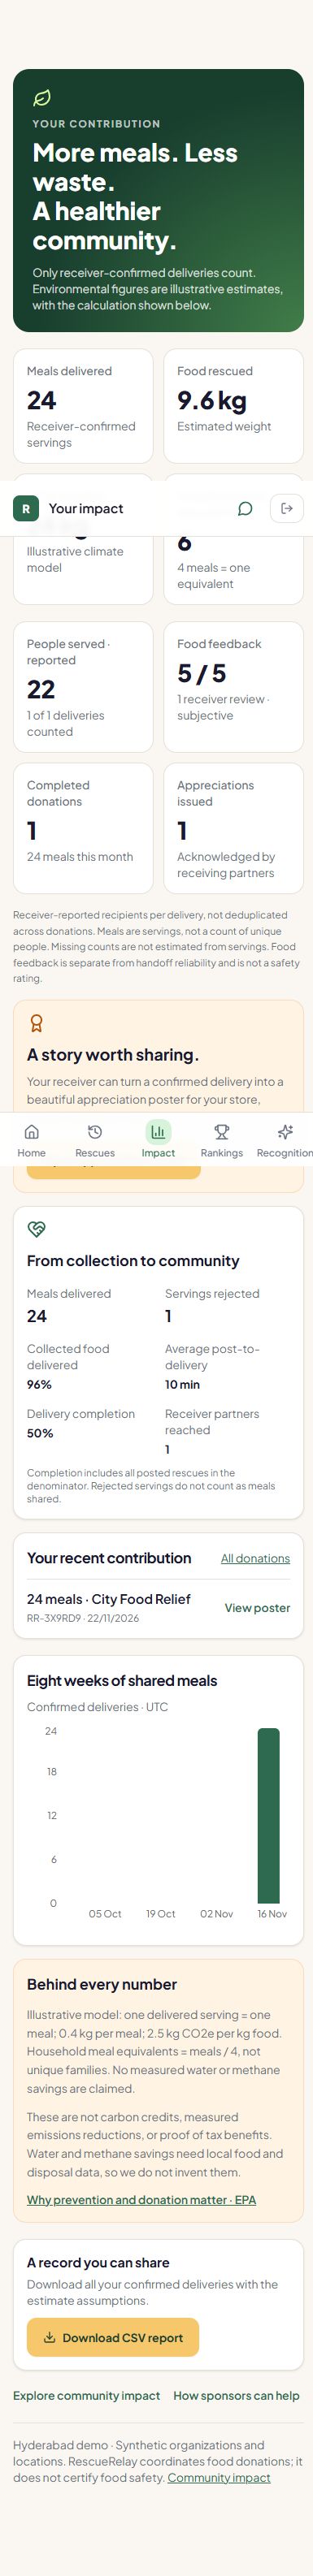 YOUR CONTRIBUTION
More meals. Less
waste.
A healthier
community.
Only receiver-confirmed deliveries count.
Environmental figures are illustrative estimates,
with the calculation shown below.
Meals delivered
24
Receiver-confirmed
servings
Food rescued
9.6 kg
Estimated weight
R
Your impact
Illustrative climate
model
6
4 meals = one
equivalent
People served ·
reported
22
1 of 1 deliveries
counted
Food feedback
5 / 5
1 receiver review ·
subjective
Completed
donations
1
24 meals this month
Appreciations
issued
1
Acknowledged by
receiving partners
Receiver-reported recipients per delivery, not deduplicated
across donations. Meals are servings, not a count of unique
people. Missing counts are not estimated from servings. Food
feedback is separate from handoff reliability and is not a safety
rating.
A story worth sharing.
Your receiver can turn a confirmed delivery into a
beautiful appreciation poster for your store,
Home
Rescues
Impact
Rankings
Recognition
From collection to community
Meals delivered
24
Servings rejected
1
Collected food
delivered
96%
Average post-to-
delivery
10 min
Delivery completion
50%
Receiver partners
reached
1
Completion includes all posted rescues in the
denominator. Rejected servings do not count as meals
shared.
Your recent contribution
All donations
24 meals · City Food Relief
RR-3X9RD9 · 22/11/2026
View poster
Eight weeks of shared meals
Confirmed deliveries · UTC
24
18
12
6
0
05 Oct
19 Oct
02 Nov
16 Nov
Behind every number
Illustrative model: one delivered serving = one
meal; 0.4 kg per meal; 2.5 kg CO2e per kg food.
Household meal equivalents = meals / 4, not
unique families. No measured water or methane
savings are claimed.
These are not carbon credits, measured
emissions reductions, or proof of tax benefits.
Water and methane savings need local food and
disposal data, so we do not invent them.
Why prevention and donation matter · EPA
A record you can share
Download all your confirmed deliveries with the
estimate assumptions.
Download CSV report
Explore community impact
How sponsors can help
Hyderabad demo · Synthetic organizations and
locations. RescueRelay coordinates food donations; it
does not certify food safety. Community impact